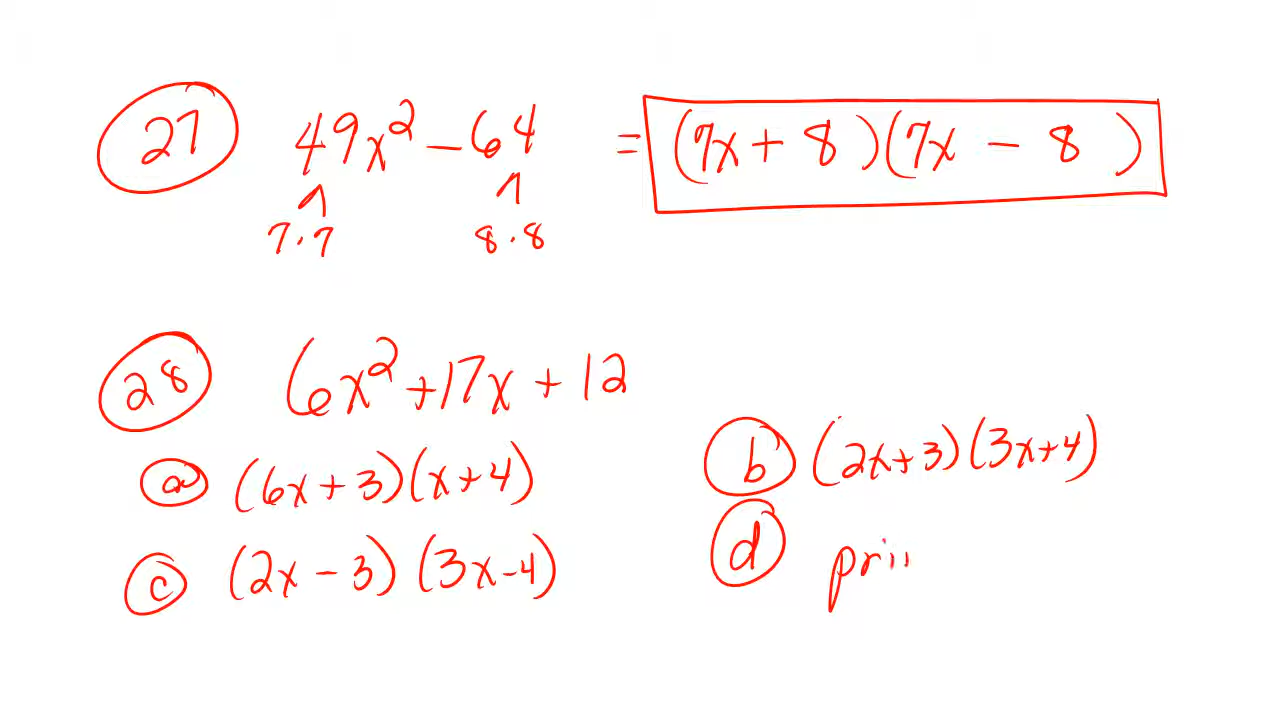 27 49x² - 64 = (7x + 8)(7x - 8)
7·7 8·8
28 6x² + 17x + 12
a (6x + 3)(x + 4)
b (2x + 3)(3x + 4)
c (2x - 3)(3x - 4)
d pri